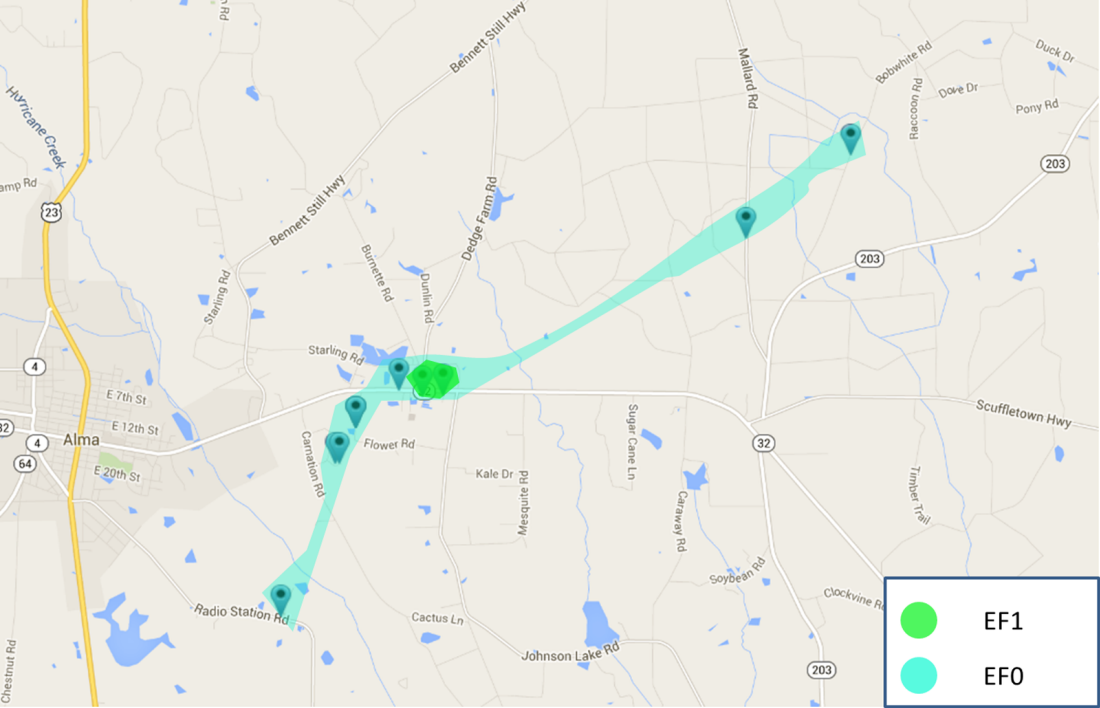 Bennett Still Hwy
Mallard Rd
Bobwhite Rd
Duck Dr
Dove Dr
Raccoon Rd
Pony Rd
Hurricane Creek
203
amp Rd
23
Bennett Still Hwy
Dedge Farm Rd
203
Burnette Rd
Starling Rd
Dunlin Rd
Starling Rd
4
E 7th St
Scuffletown Hwy
Sugar Cane Ln
32
E 12th St
4
Alma
Flower Rd
32
64
E 20th St
Carnation Rd
Kale Dr
Mesquite Rd
Caraway Rd
Timber Trail
Soybean Rd
Clockvine Rd
Radio Station Rd
Cactus Ln
Johnson Lake Rd
203
Chestnut Rd
EF1
EF0